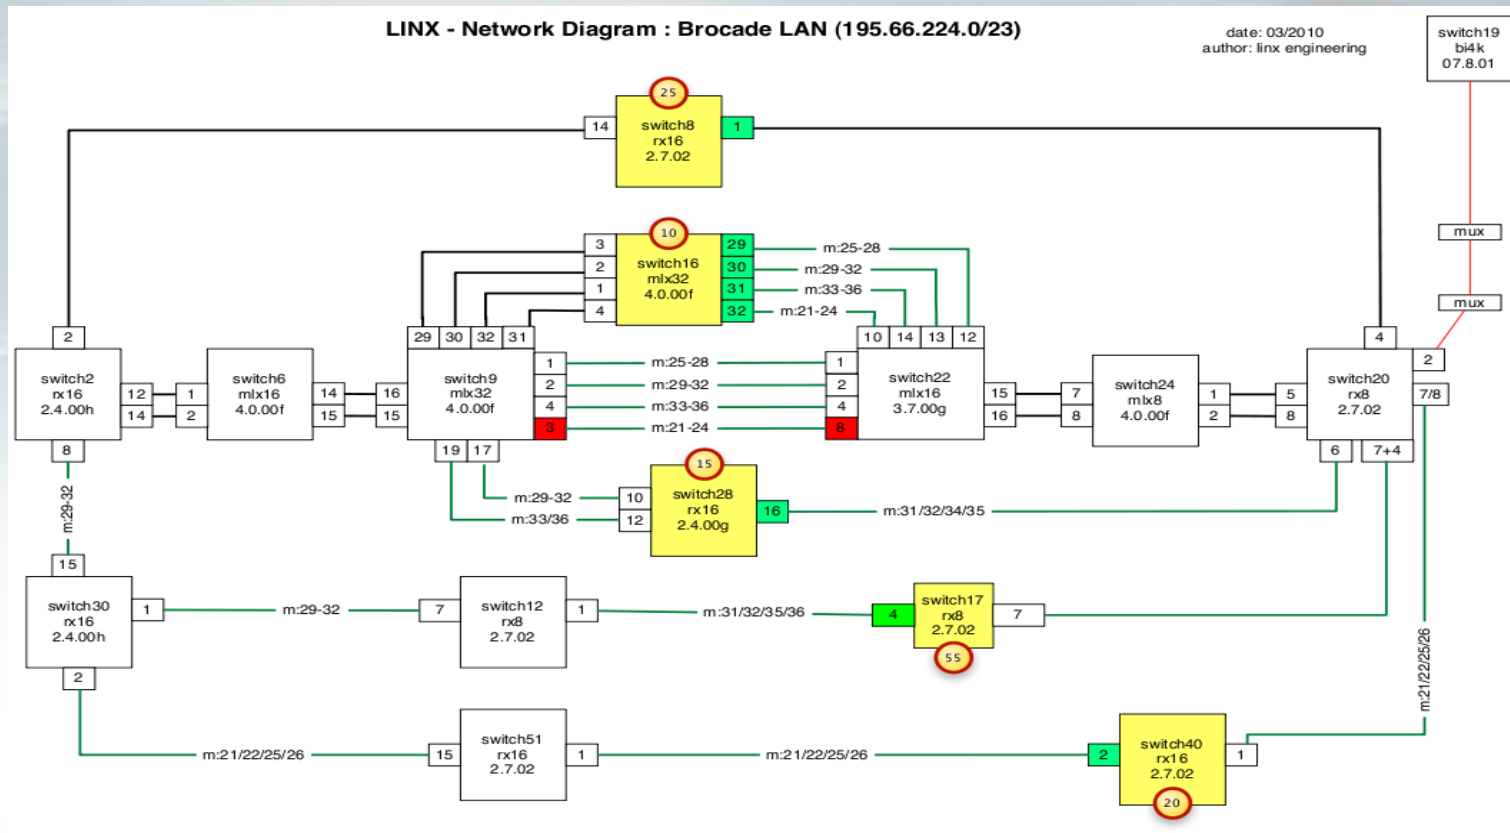 LINX - Network Diagram : Brocade LAN (195.66.224.0/23)
date: 03/2010
author: linx engineering
switch19
bi4k
07.8.01
mux
mux
25
14
switch8
rx16
2.7.02
1
10
3
2
1
4
switch16
mlx32
4.0.00f
29
30
31
32
m:25-28
m:29-32
m:33-36
m:21-24
2
switch2
rx16
2.4.00h
12
14
8
1
2
switch6
mlx16
4.0.00f
14
15
16
15
29
30
32
31
switch9
mlx32
4.0.00f
1
2
4
3
19
17
m:25-28
m:29-32
m:33-36
m:21-24
10
14
13
12
1
2
4
8
switch22
mlx16
3.7.00g
15
16
7
8
switch24
mlx8
4.0.00f
1
2
4
2
5
8
switch20
rx8
2.7.02
7/8
6
7+4
m:29-32
m:33/36
15
10
12
switch28
rx16
2.4.00g
16
m:31/32/34/35
m:29-32
15
switch30
rx16
2.4.00h
1
2
m:29-32
7
switch12
rx8
2.7.02
1
m:31/32/35/36
4
switch17
rx8
2.7.02
7
55
m:21/22/25/26
m:21/22/25/26
15
switch51
rx16
2.7.02
1
m:21/22/25/26
2
switch40
rx16
2.7.02
1
20